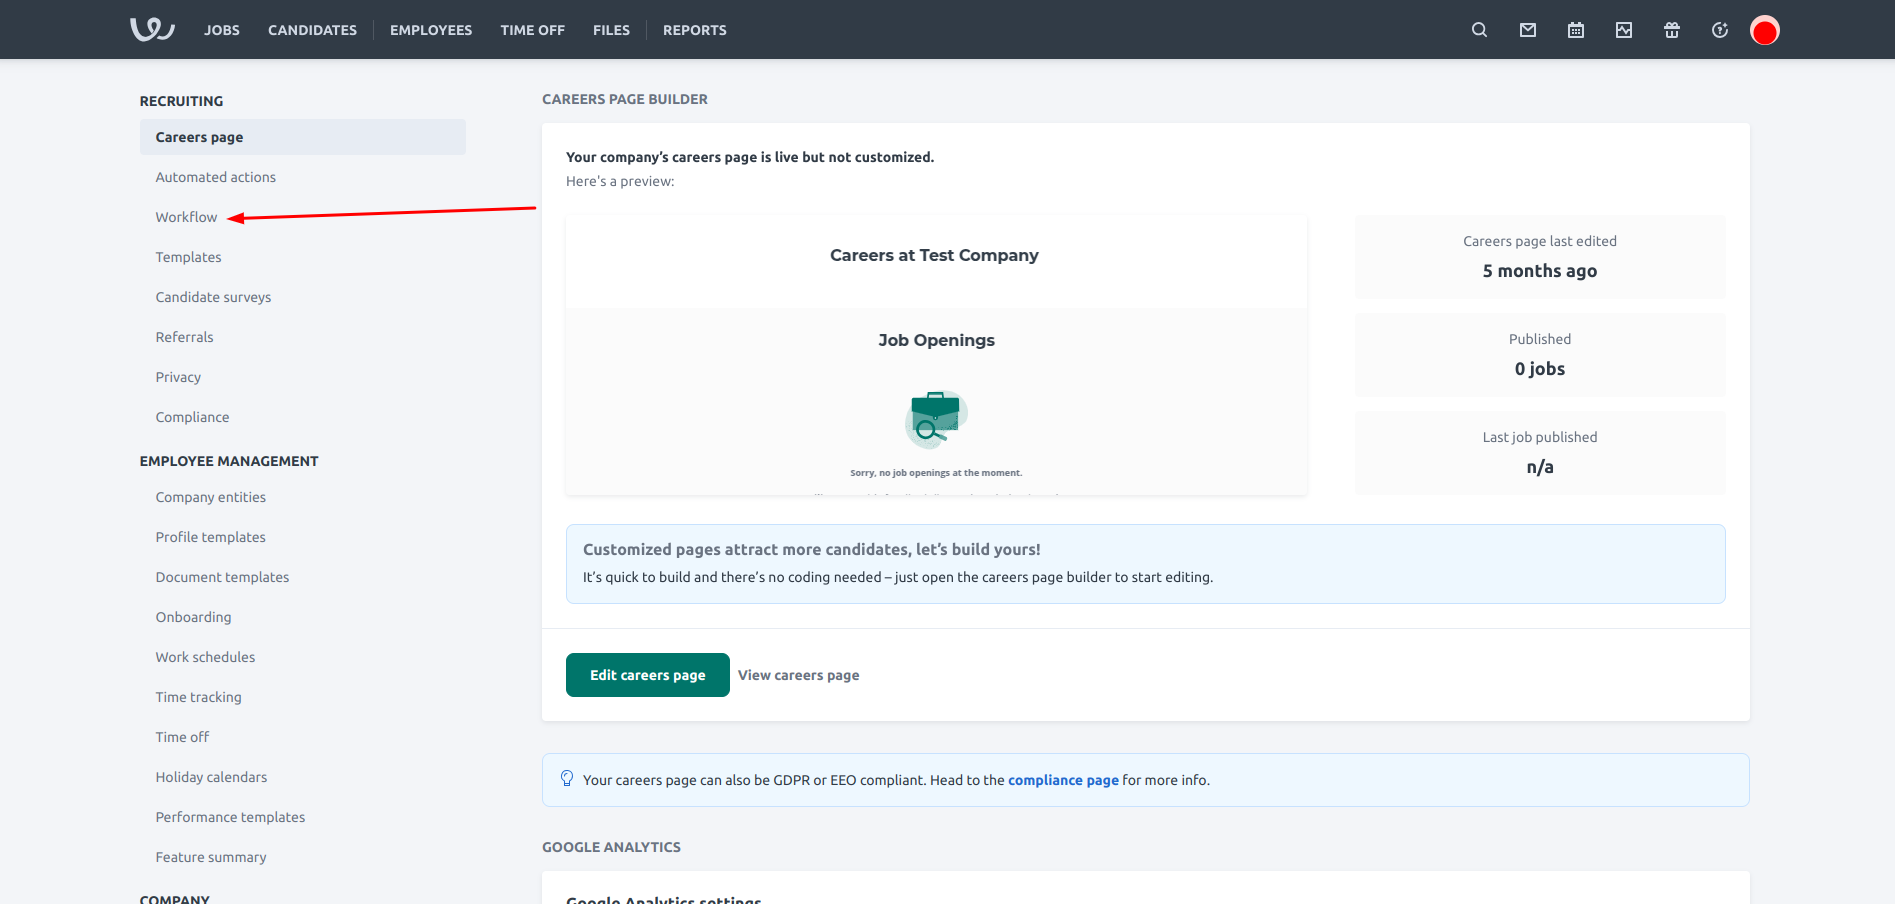 JOBS
CANDIDATES
EMPLOYEES
TIME OFF
FILES
REPORTS
RECRUITING
Careers page
Automated actions
Workflow
Templates
Candidate surveys
Referrals
Privacy
Compliance
EMPLOYEE MANAGEMENT
Company entities
Profile templates
Document templates
Onboarding
Work schedules
Time tracking
Time off
Holiday calendars
Performance templates
Feature summary
COMPANY
CAREERS PAGE BUILDER
Your company’s careers page is live but not customized.
Here's a preview:
Careers at Test Company
Job Openings
Sorry, no job openings at the moment.
Careers page last edited
5 months ago
Published
0 jobs
Last job published
n/a
Customized pages attract more candidates, let’s build yours!
It’s quick to build and there’s no coding needed – just open the careers page builder to start editing.
Edit careers page
View careers page
Your careers page can also be GDPR or EEO compliant. Head to the compliance page for more info.
GOOGLE ANALYTICS
Google Analytics settings